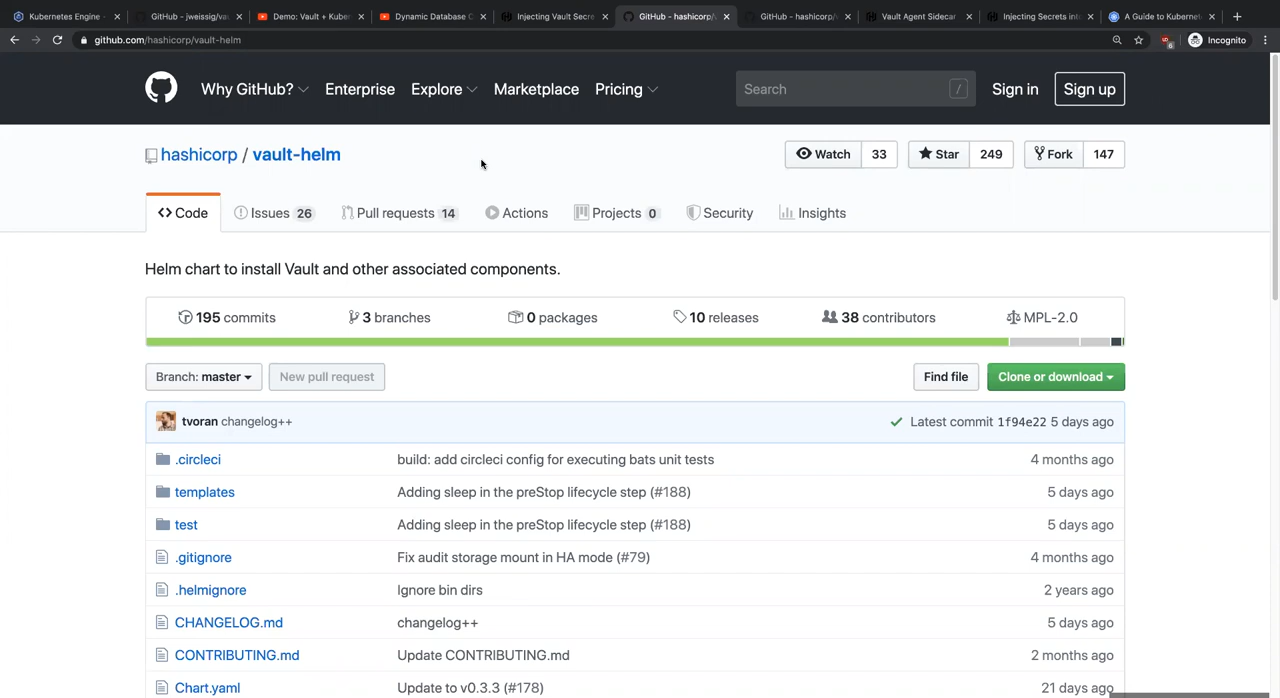 Kubernetes Engine -
GitHub - jweissig/va
Demo: Vault + Kuber
Dynamic Database C
Injecting Vault Secre
GitHub - hashicorp/v
GitHub - hashicorp/v
Vault Agent Sidecar
Injecting Secrets into
A Guide to Kubernet
github.com/hashicorp/vault-helm
6
Incognito
Why GitHub? Enterprise Explore Marketplace Pricing
Search /
Sign in Sign up
hashicorp / vault-helm
Watch 33 Star 249 Fork 147
Code Issues 26 Pull requests 14 Actions Projects 0 Security Insights
Helm chart to install Vault and other associated components.
195 commits 3 branches 0 packages 10 releases 38 contributors MPL-2.0
Branch: master New pull request Find file Clone or download
tvoran changelog++ Latest commit 1f94e22 5 days ago
.circleci build: add circleci config for executing bats unit tests 4 months ago
templates Adding sleep in the preStop lifecycle step (#188) 5 days ago
test Adding sleep in the preStop lifecycle step (#188) 5 days ago
.gitignore Fix audit storage mount in HA mode (#79) 4 months ago
.helmignore Ignore bin dirs 2 years ago
CHANGELOG.md changelog++ 5 days ago
CONTRIBUTING.md Update CONTRIBUTING.md 2 months ago
Chart.yaml Update to v0.3.3 (#178) 21 days ago